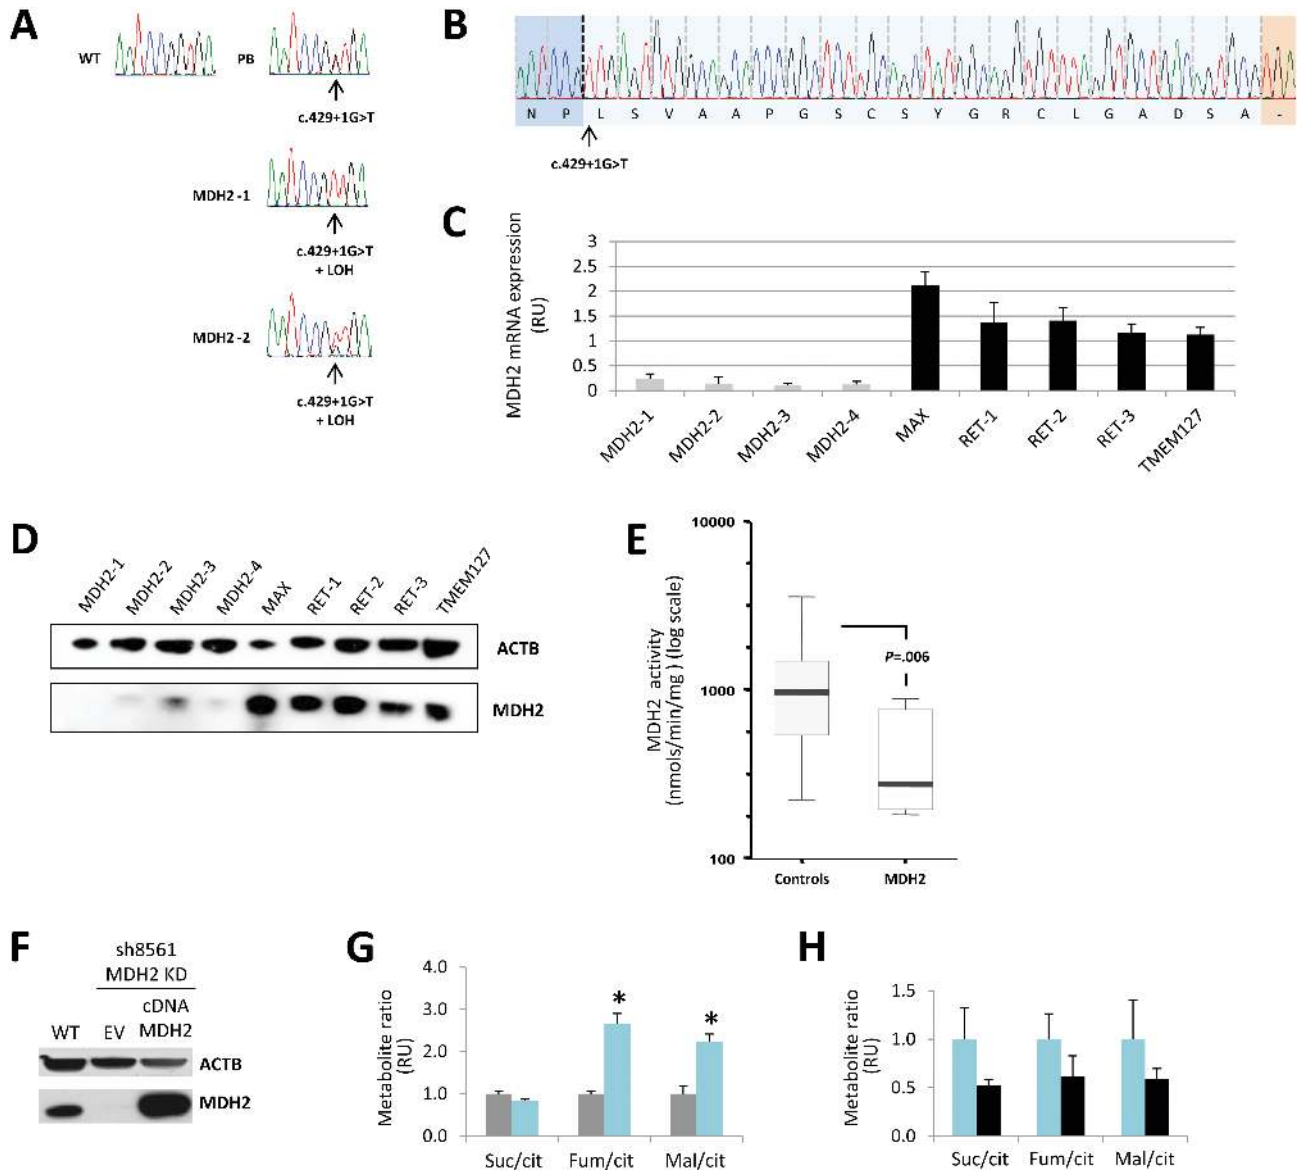 A
WT
PB
c.429+1G>T
MDH2 -1
c.429+1G>T
+ LOH
MDH2 -2
c.429+1G>T
+ LOH
B
N P L S V A A P G S C S Y G R C L G A D S A -
c.429+1G>T
C
MDH2 mRNA expression
(RU)
3
2.5
2
1.5
1
0.5
0
MDH2-1
MDH2-2
MDH2-3
MDH2-4
MAX
RET-1
RET-2
RET-3
TMEM127
D
MDH2-1
MDH2-2
MDH2-3
MDH2-4
MAX
RET-1
RET-2
RET-3
TMEM127
ACTB
MDH2
E
MDH2 activity
(nmols/min/mg ) (log scale)
10000
1000
100
P=.006
Controls
MDH2
F
sh8561
MDH2 KD
cDNA
WT EV MDH2
ACTB
MDH2
G
Metabolite ratio
(RU)
4.0
3.0
2.0
1.0
0.0
*
*
Suc/cit
Fum/cit
Mal/cit
H
Metabolite ratio
(RU)
1.5
1.0
0.5
0.0
Suc/cit
Fum/cit
Mal/cit